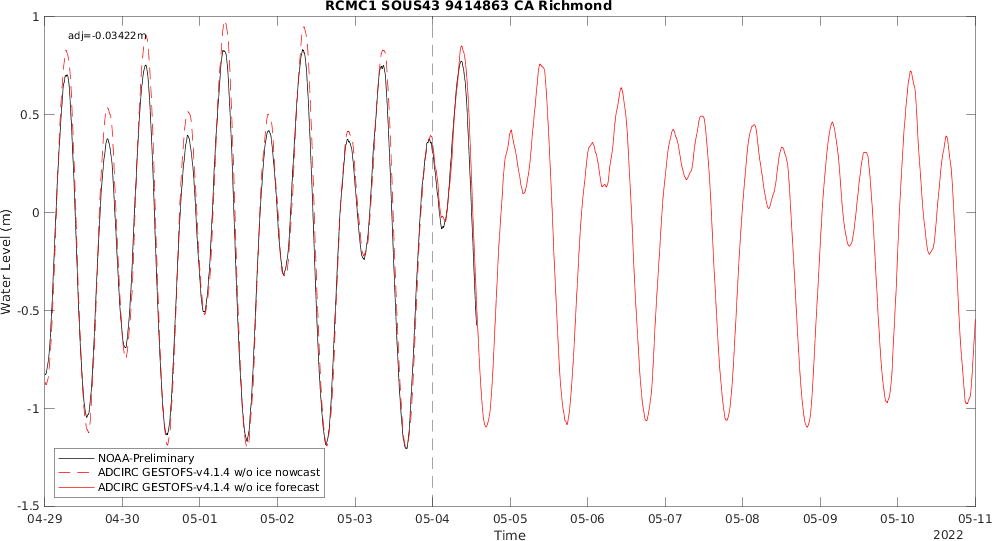 RCMC1 SOUS43 9414863 CA Richmond
adj=-0.03422m
1
0.5
0
-0.5
-1
-1.5
Water Level (m)
NOAA-Preliminary
ADCIRC GESTOFS-v4.1.4 w/o ice nowcast
ADCIRC GESTOFS-v4.1.4 w/o ice forecast
04-29 04-30 05-01 05-02 05-03 05-04 05-05 05-06 05-07 05-08 05-09 05-10 05-11
Time
2022